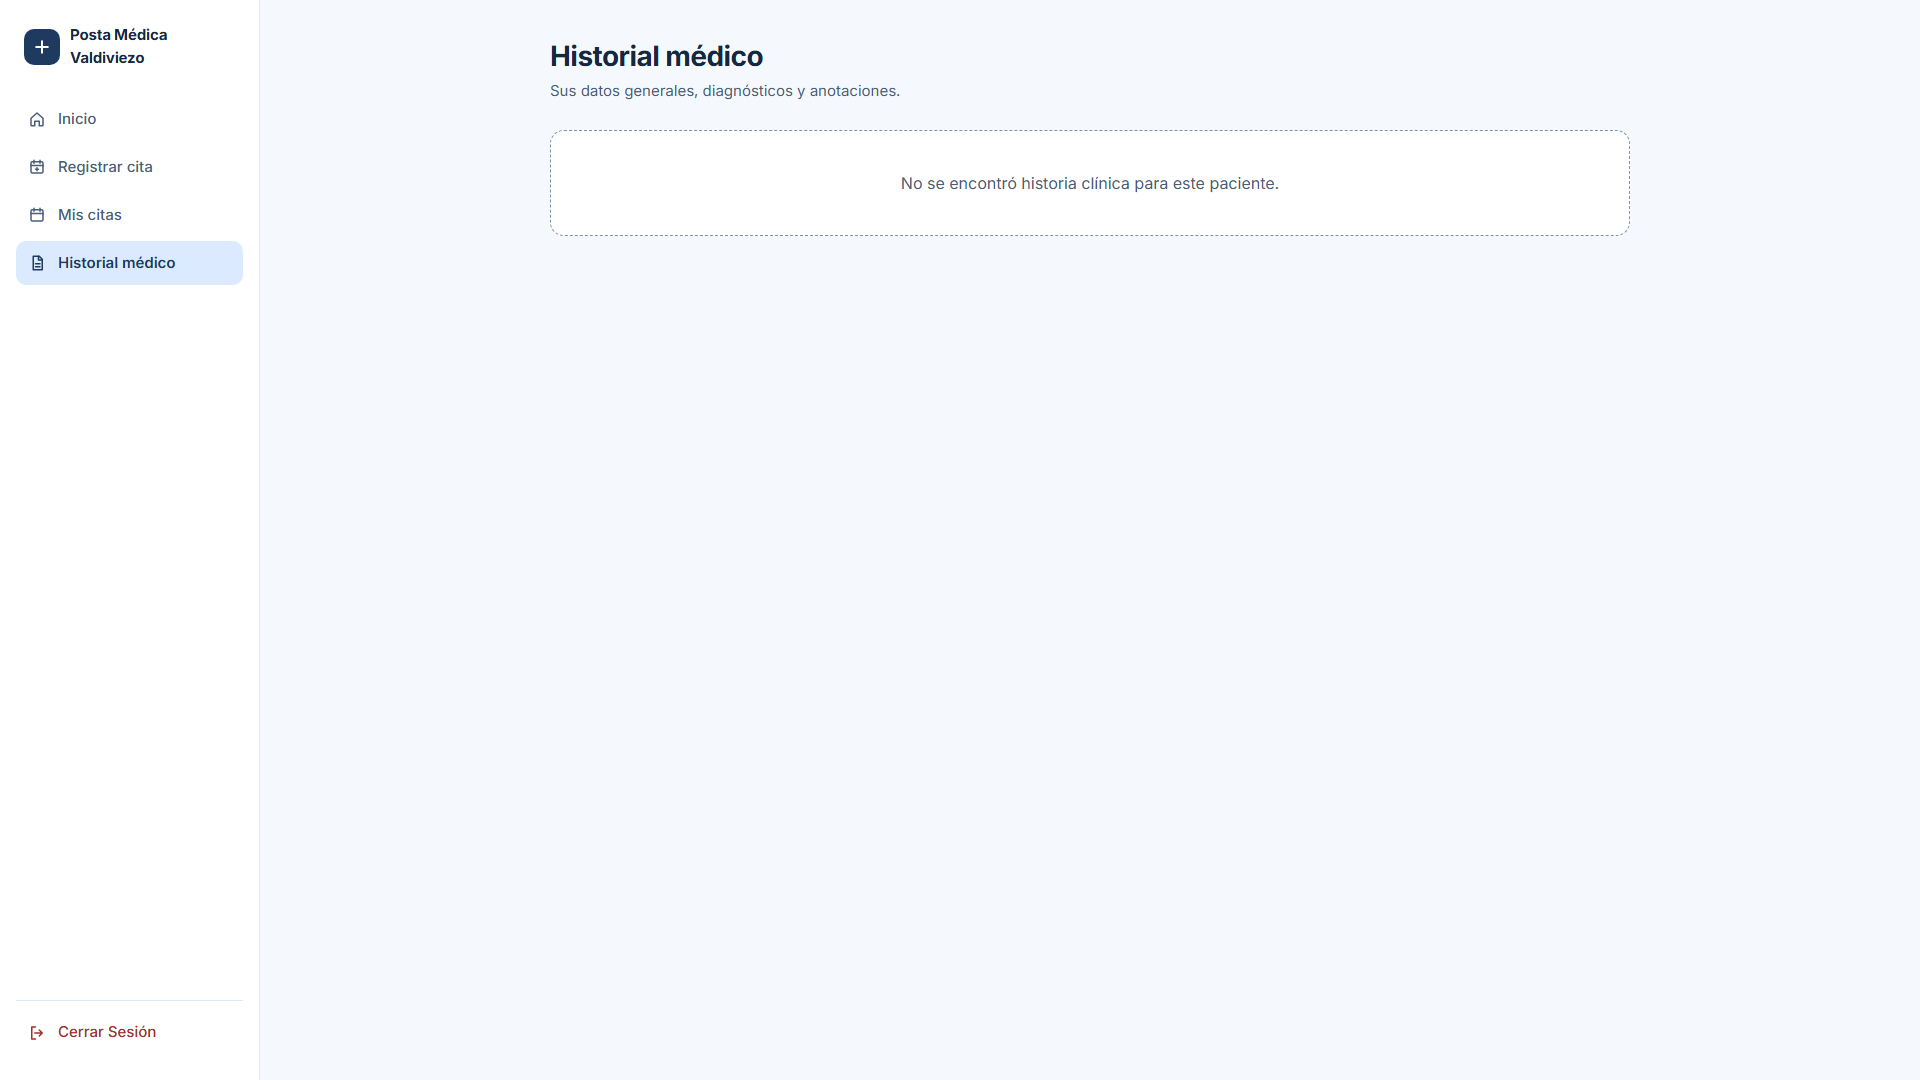 Posta Médica
Valdiviezo
Inicio
Registrar cita
Mis citas
Historial médico
Cerrar Sesión
Historial médico
Sus datos generales, diagnósticos y anotaciones.
No se encontró historia clínica para este paciente.